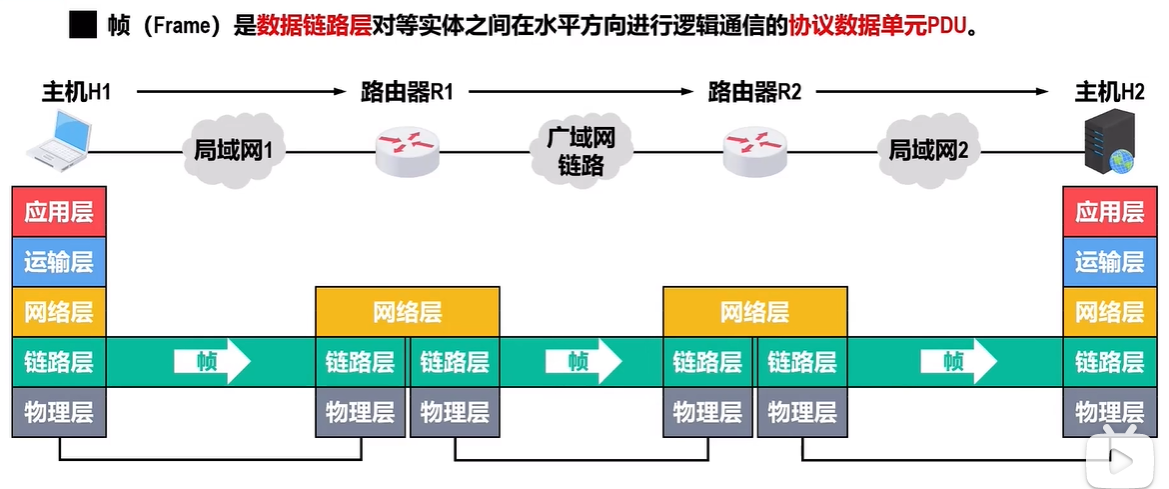 帧（Frame）是数据链路层对等实体之间在水平方向进行逻辑通信的协议数据单元PDU。
主机H1 路由器R1 路由器R2 主机H2
局域网1 广域网 局域网2
链路
应用层 应用层
运输层 运输层
网络层 网络层 网络层 网络层
链路层 帧 链路层 链路层 帧 链路层 链路层 帧 链路层
物理层 物理层 物理层 物理层 物理层 物理层